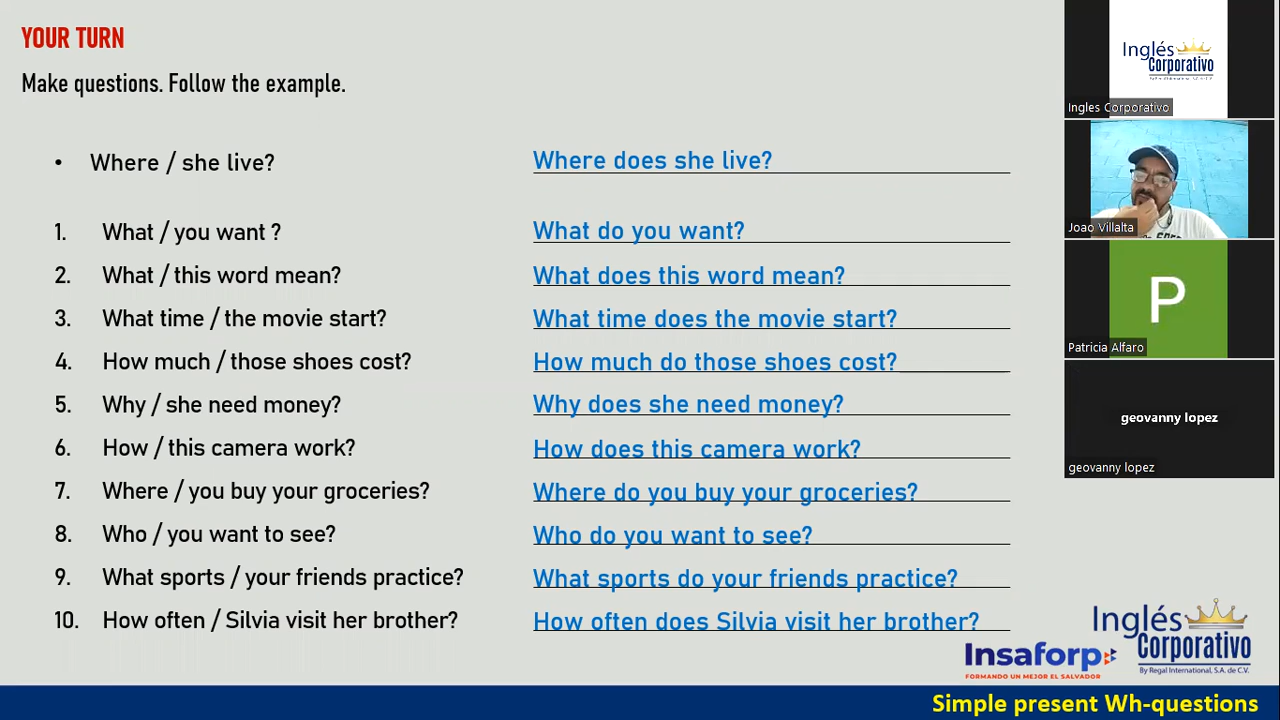 YOUR TURN
Make questions. Follow the example.
• Where / she live? Where does she live?
1. What / you want ? What do you want?
2. What / this word mean? What does this word mean?
3. What time / the movie start? What time does the movie start?
4. How much / those shoes cost? How much do those shoes cost?
5. Why / she need money? Why does she need money?
6. How / this camera work? How does this camera work?
7. Where / you buy your groceries? Where do you buy your groceries?
8. Who / you want to see? Who do you want to see?
9. What sports / your friends practice? What sports do your friends practice?
10. How often / Silvia visit her brother? How often does Silvia visit her brother?
Insaforp
FORMANDO UN MEJOR EL SALVADOR
Inglés
Corporativo
By Regal International, S.A. de C.V.
Simple present Wh-questions
Inglés
Corporativo
Ingles Corporativo
Joao Villalta
P
Patricia Alfaro
geovanny lopez
geovanny lopez